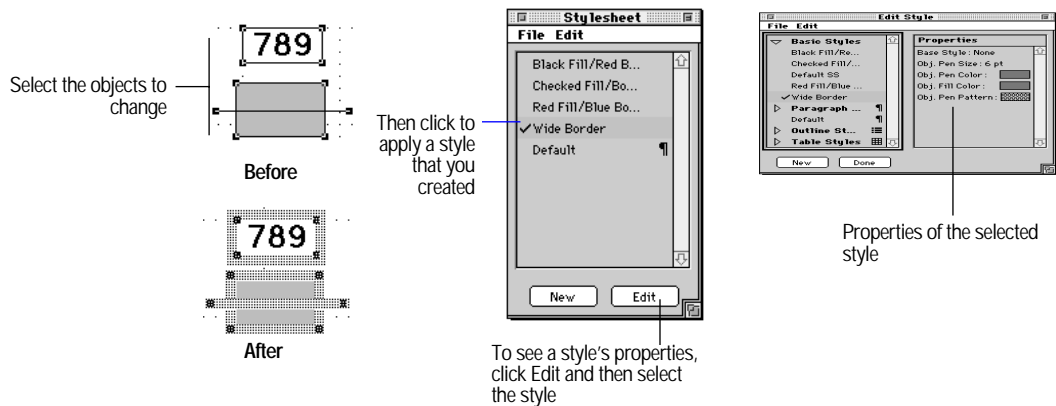 Select the objects to
change
789
Before
789
After
Then click to
apply a style
that you
created
Stylesheet
File Edit
Black Fill/Red B...
Checked Fill/Bo...
Red Fill/Blue Bo...
✓Wide Border
Default ¶
New Edit
To see a style's properties,
click Edit and then select
the style
Edit Style
File Edit
Basic Styles
Black Fill/Re...
Checked Fill/...
Default SS
Red Fill/Blue ...
✓Wide Border
Paragraph ... ¶
Default ¶
Outline St...
Table Styles
New Done
Properties
Base Style: None
Obj. Pen Size: 6 pt
Obj. Pen Color:
Obj. Fill Color:
Obj. Pen Pattern:
Properties of the selected
style